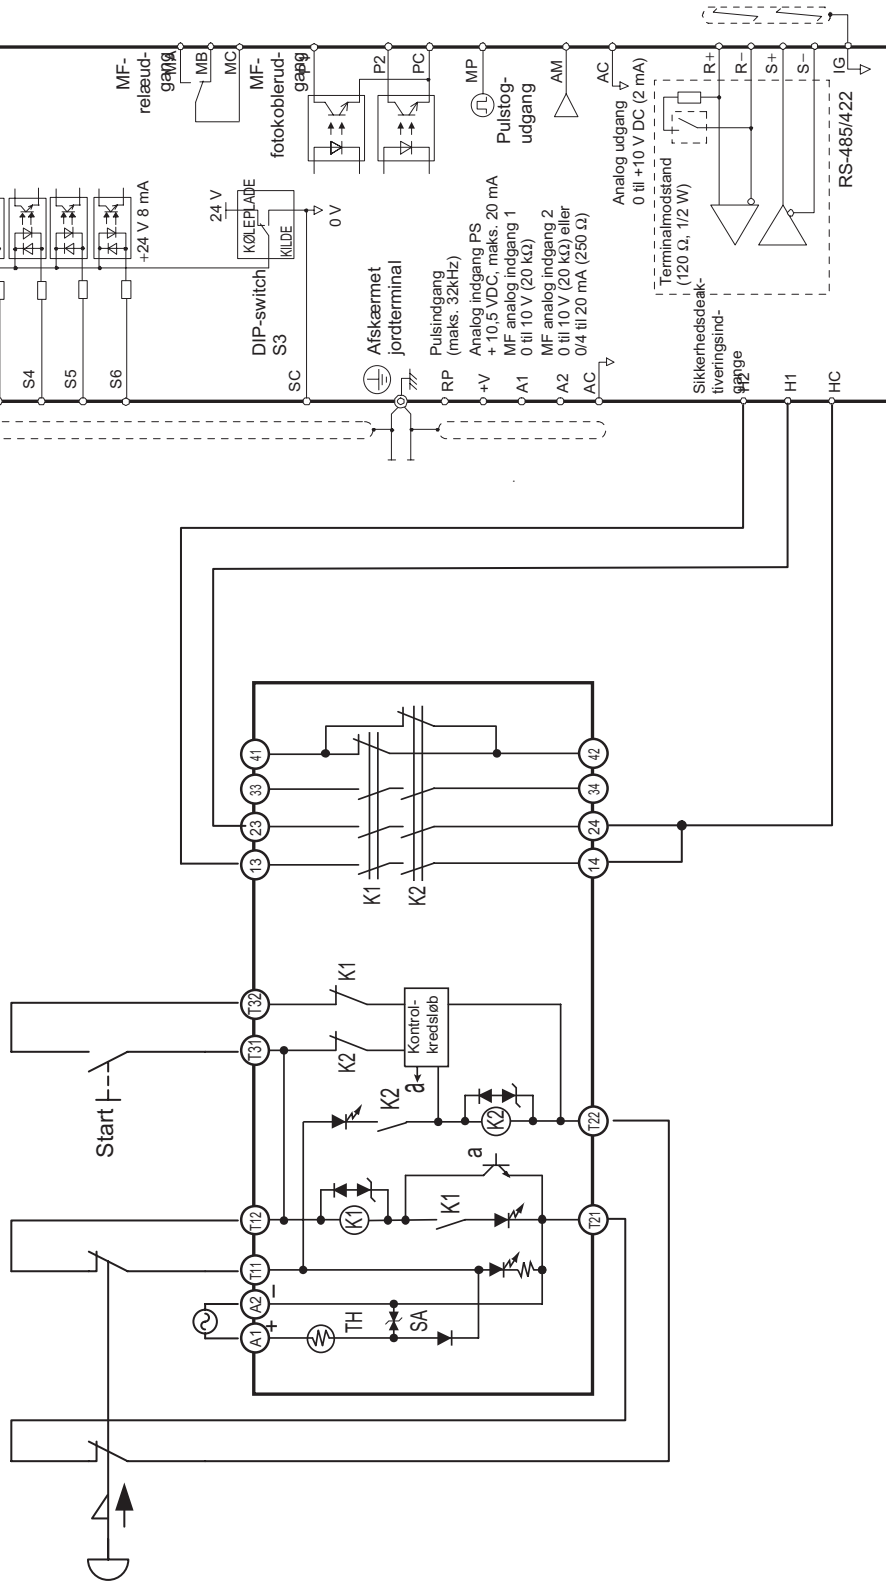 MF-
relæud-
gang
MA
MB
MC
MF-
fotokoblerud-
gang
P1
P2
PC
MP
Pulstog-
udgang
AM
AC
Analog udgang
0 til +10 V DC (2 mA)
R+
R−
S+
S−
IG
RS-485/422
Terminalmodstand
(120 Ω, 1/2 W)
+24 V 8 mA
24 V
KØLEPLADE
KILDE
0 V
DIP-switch
S3
Afskærmet
jordterminal
Pulsindgang
(maks. 32kHz)
Analog indgang PS
+ 10,5 VDC, maks. 20 mA
MF analog indgang 1
0 til 10 V (20 kΩ)
MF analog indgang 2
0 til 10 V (20 kΩ) eller
0/4 til 20 mA (250 Ω)
Sikkerhedsdeak-
tiveringsind-
gange
S4
S5
S6
SC
RP
+V
A1
A2
AC
H2
H1
HC
41
33
23
13
42
34
24
14
K1
K2
T32
T31
K1
K2
Kontrol-
kredsløb
a
Start
K2
K2
T22
a
T12
K1
K1
T21
T11
A2
−
A1
+
TH
SA